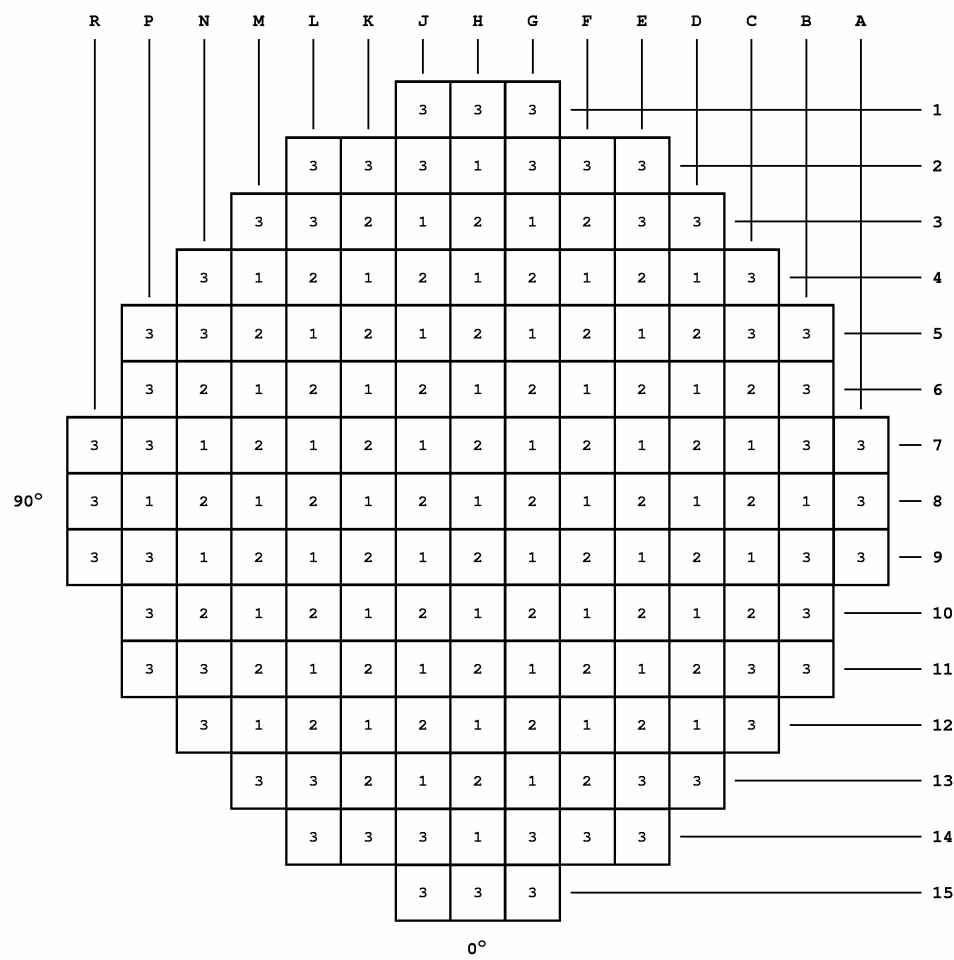 R P N M L K J H G F E D C B A
3 3 3 1
3 3 3 1 3 3 3 2
3 3 2 1 2 1 2 3 3 3
3 1 2 1 2 1 2 1 2 1 3 4
3 3 2 1 2 1 2 1 2 1 2 3 3 5
3 2 1 2 1 2 1 2 1 2 1 2 3 6
3 3 1 2 1 2 1 2 1 2 1 2 1 3 3 7
90° 3 1 2 1 2 1 2 1 2 1 2 1 2 1 3 8
3 3 1 2 1 2 1 2 1 2 1 2 1 3 3 9
3 2 1 2 1 2 1 2 1 2 1 2 3 10
3 3 2 1 2 1 2 1 2 1 2 3 3 11
3 1 2 1 2 1 2 1 2 1 3 12
3 3 2 1 2 1 2 3 3 13
3 3 3 1 3 3 3 14
3 3 3 15
0°